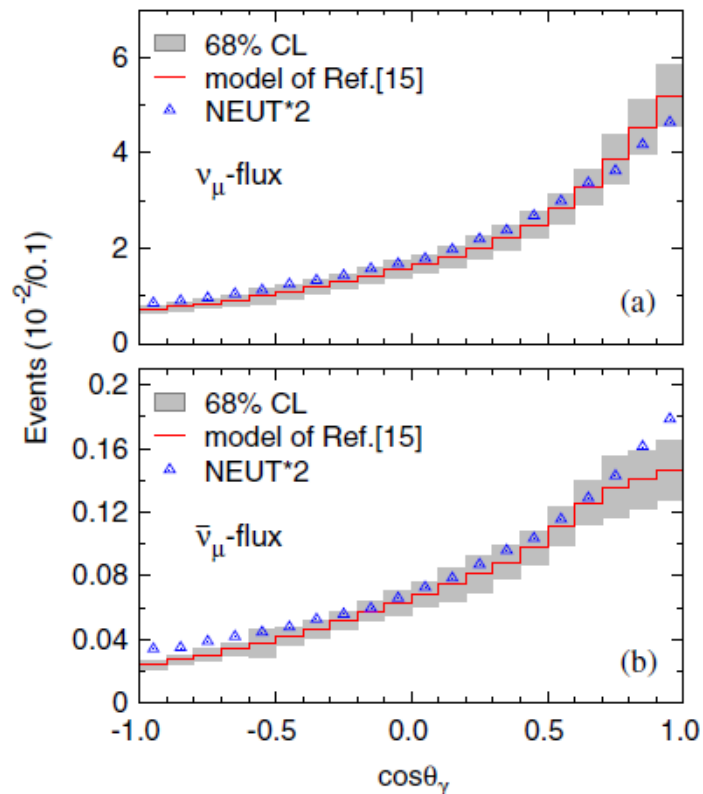 68% CL
model of Ref.[15]
NEUT*2
νμ-flux
(a)
6
4
2
0
Events (10⁻²/0.1)
68% CL
model of Ref.[15]
NEUT*2
ν̄μ-flux
(b)
0.2
0.16
0.12
0.08
0.04
0
-1.0 -0.5 0.0 0.5 1.0
cosθγ